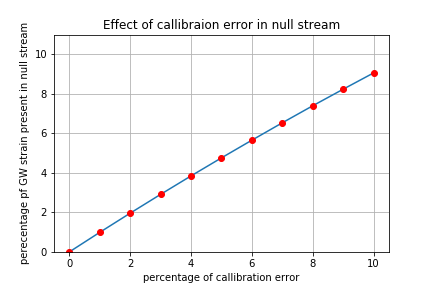 Effect of callibraion error in null stream
perecentage pf GW strain present in null stream
10
8
6
4
2
0
0 2 4 6 8 10
percentage of callibration error